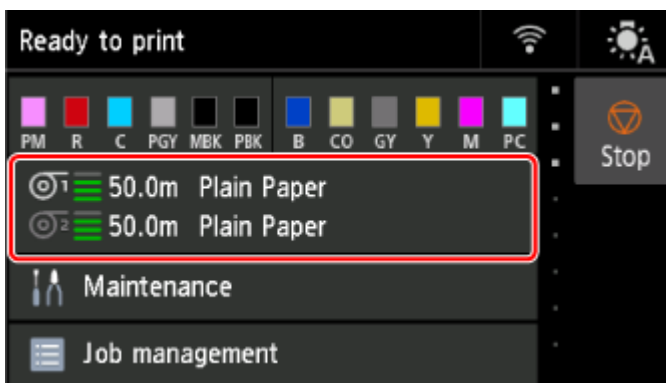 Ready to print
A
PM R C PGY MBK PBK B CO GY Y M PC
Stop
1 50.0m Plain Paper
2 50.0m Plain Paper
Maintenance
Job management